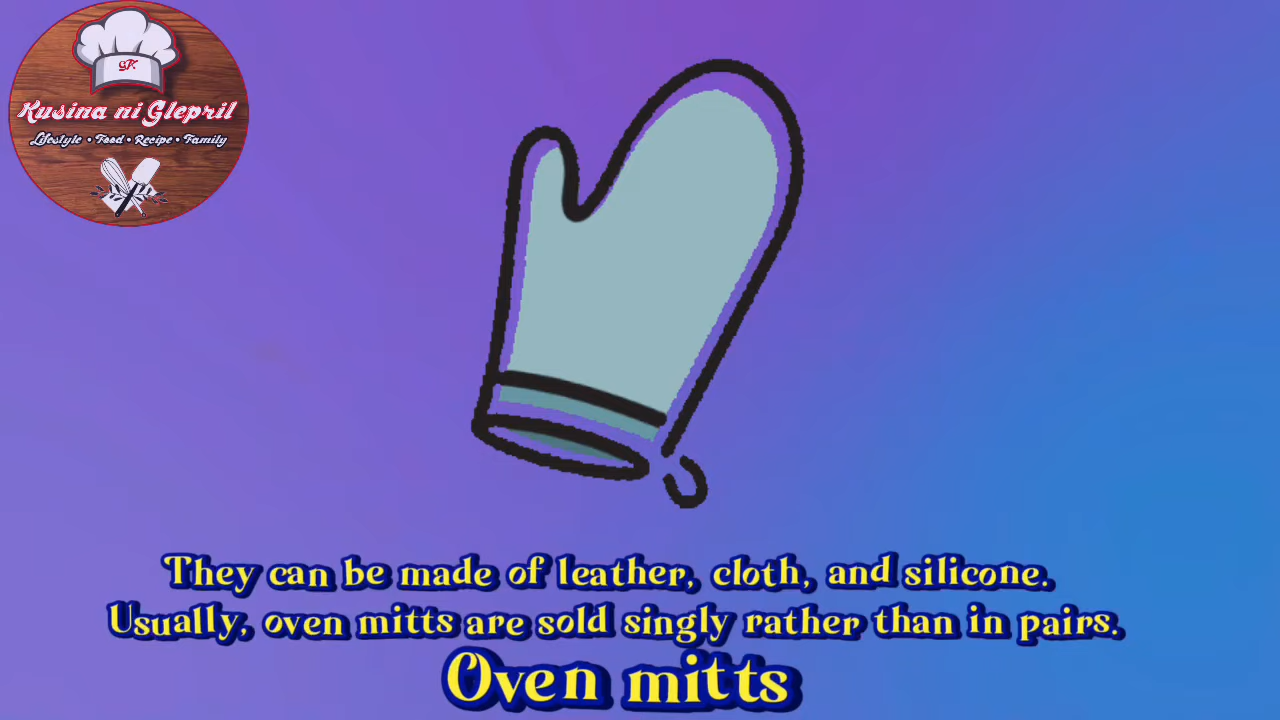 GK
Kusina ni Glepril
Lifestyle • Food • Recipe • Family
They can be made of leather, cloth, and silicone.
Usually, oven mitts are sold singly rather than in pairs.
Oven mitts